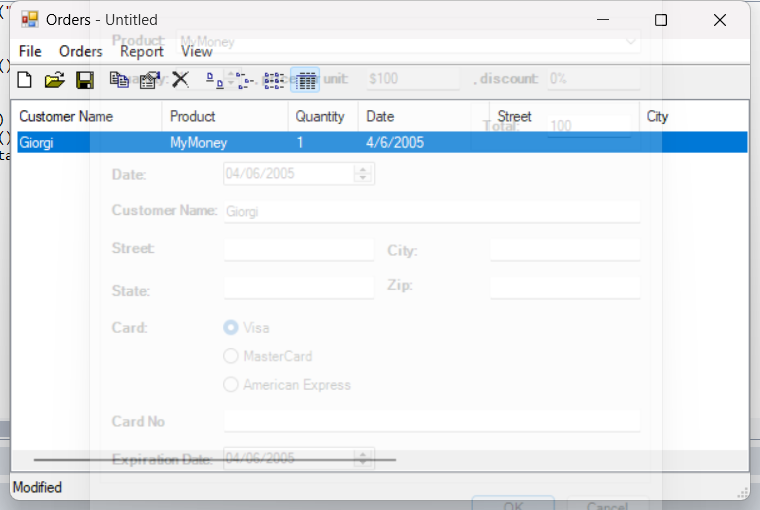 Orders - Untitled
Product: MyMoney
File Orders Report View
unit: $100 , discount: 0%
Customer Name Product Quantity Date Street City
Total: 100
Giorgi MyMoney 1 4/6/2005
Date: 04/06/2005
Customer Name: Giorgi
Street: City:
State: Zip:
Card: Visa
MasterCard
American Express
Card No
Expiration Date: 04/06/2005
Modified
OK Cancel